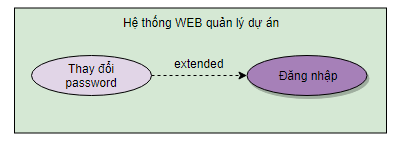 Hệ thống WEB quản lý dự án
Thay đổi
password
extended
Đăng nhập